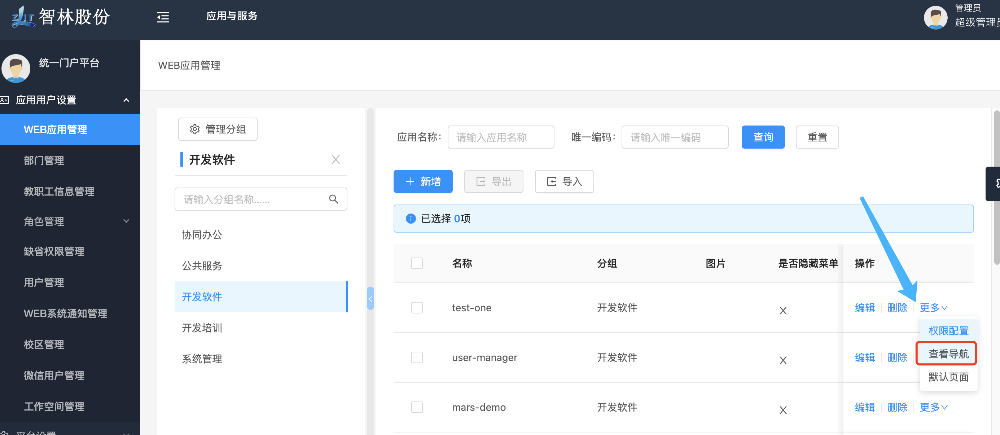 ZLIT 智林股份
应用与服务
管理员
超级管理员
统一门户平台
应用用户设置
WEB应用管理
部门管理
教职工信息管理
角色管理
缺省权限管理
用户管理
WEB系统通知管理
校区管理
微信用户管理
工作空间管理
平台设置
WEB应用管理
管理分组
开发软件
请输入分组名称......
协同办公
公共服务
开发软件
开发培训
系统管理
应用名称: 请输入应用名称 唯一编码: 请输入唯一编码 查询 重置
新增 导出 导入
已选择 0项
名称 分组 图片 是否隐藏菜单 操作
test-one 开发软件 X 编辑 删除 更多
权限配置
查看导航
默认页面
user-manager 开发软件 X 编辑 删除
mars-demo 开发软件 X 编辑 删除 更多